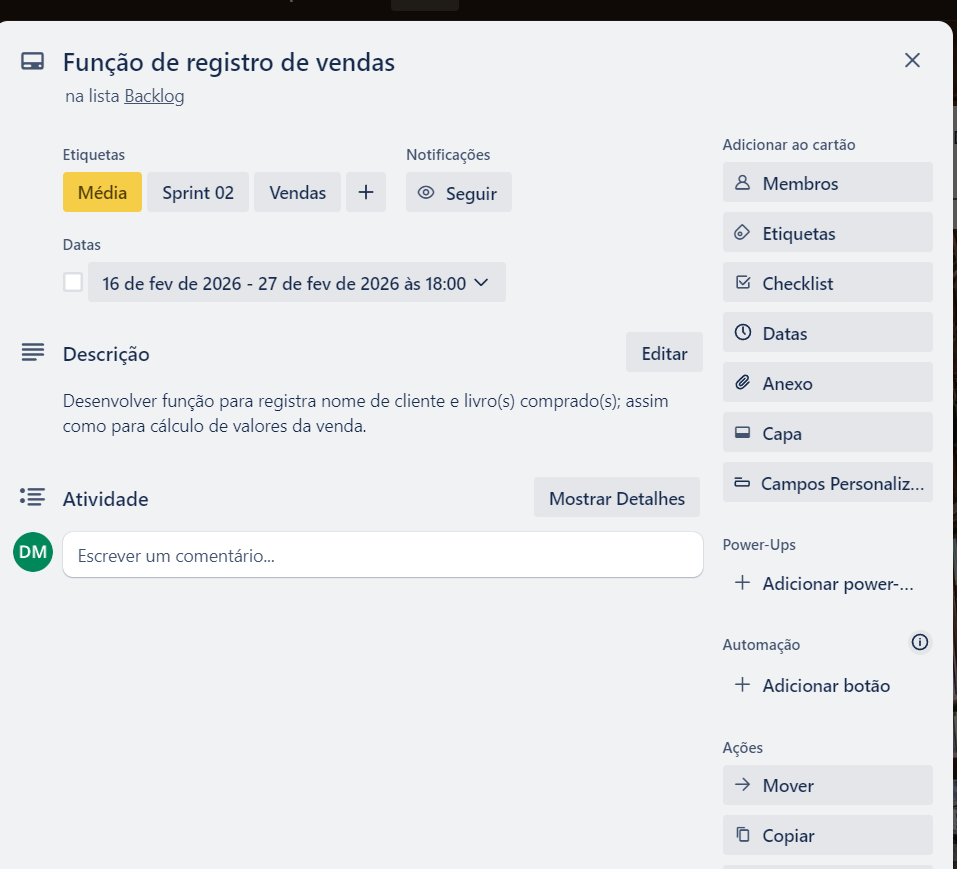 Função de registro de vendas
na lista Backlog
Etiquetas
Média
Sprint 02
Vendas
Notificações
Seguir
Datas
16 de fev de 2026 - 27 de fev de 2026 às 18:00
Descrição
Editar
Desenvolver função para registra nome de cliente e livro(s) comprado(s); assim
como para cálculo de valores da venda.
Atividade
Mostrar Detalhes
DM
Escrever um comentário...
Adicionar ao cartão
Membros
Etiquetas
Checklist
Datas
Anexo
Capa
Campos Personaliz...
Power-Ups
Adicionar power-...
Automação
Adicionar botão
Ações
Mover
Copiar